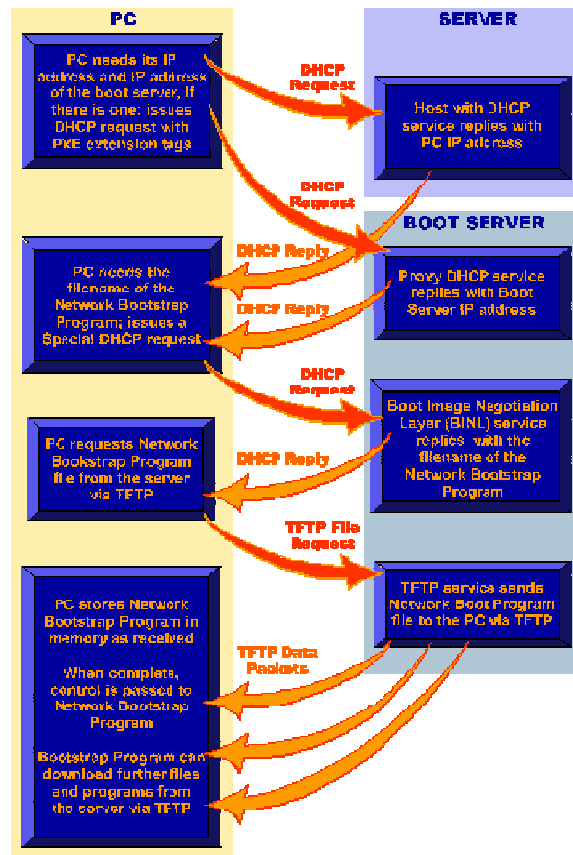 PC
SERVER
PC needs its IP
address and IP address
of the boot server, if
there is one: issues
DHCP request with
PXE extension tags
DHCP
Request
Host with DHCP
service replies with
PC IP address
DHCP
Request
BOOT SERVER
DHCP Reply
PC needs the
filename of the
Network Bootstrap
Program; issues a
Special DHCP request
DHCP Reply
Proxy DHCP service
replies with Boot
Server IP address
DHCP
Request
Boot Image Negotiation
Layer (BINL) service
replies with the
filename of the
Network Bootstrap
Program
PC requests Network
Bookstrap Program
file from the server
via TFTP
DHCP Reply
TFTP File
Request
TFTP service sends
Network Boot Program
file to the PC via TFTP
PC stores Network
Bootstrap Program in
memory as received
TFTP Data
Packets
When complete,
control is passed to
Network Bootstrap
Program
Bootstrap Program can
download further files
and programs from
the server via TFTP